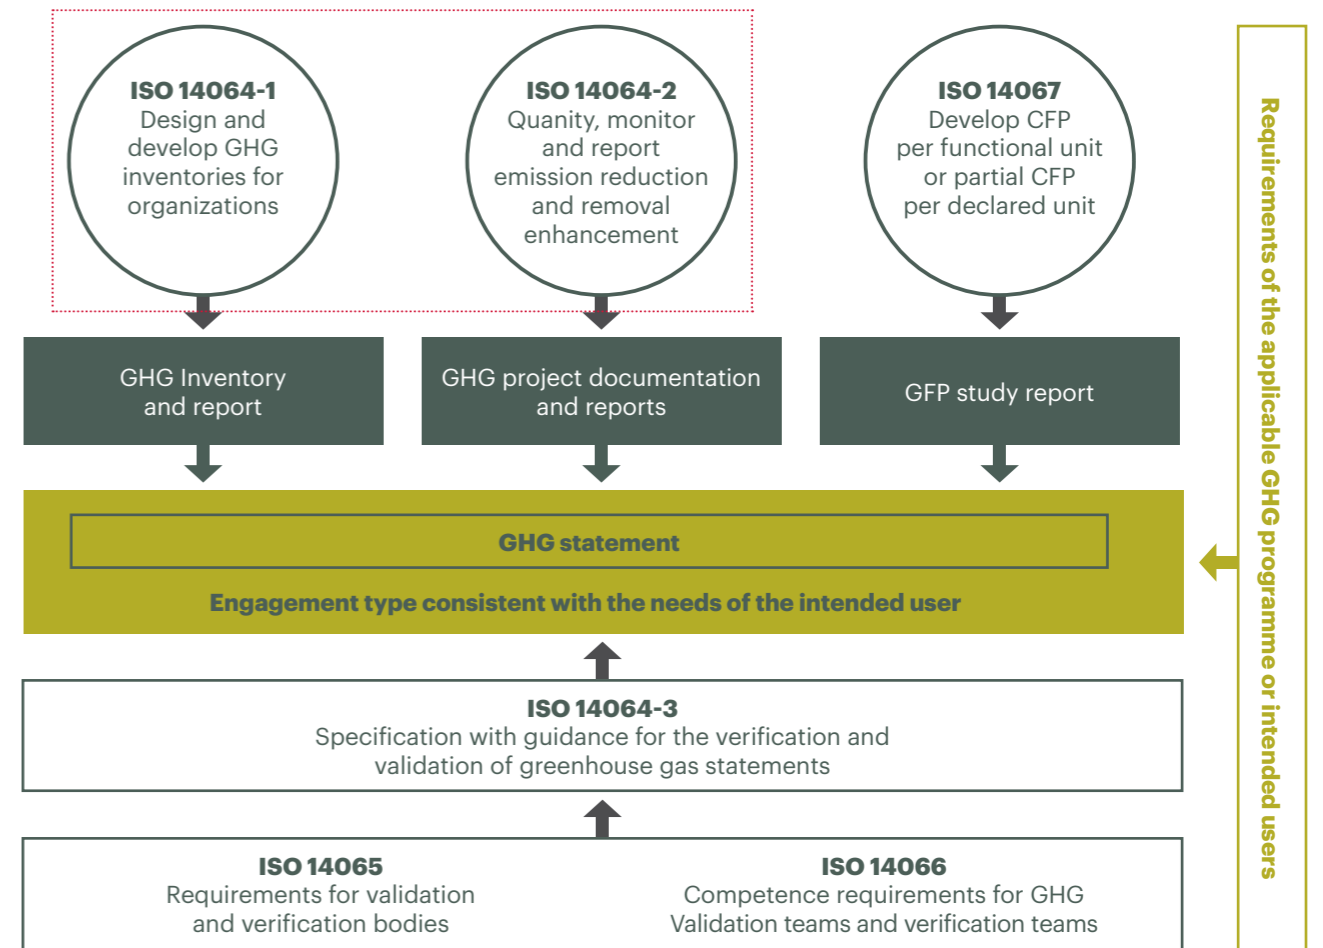 ISO 14064-1
Design and
develop GHG
inventories for
organizations
ISO 14064-2
Quanity, monitor
and report
emission reduction
and removal
enhancement
ISO 14067
Develop CFP
per functional unit
or partial CFP
per declared unit
GHG Inventory
and report
GHG project documentation
and reports
GFP study report
GHG statement
Engagement type consistent with the needs of the intended user
ISO 14064-3
Specification with guidance for the verification and
validation of greenhouse gas statements
ISO 14065
Requirements for validation
and verification bodies
ISO 14066
Competence requirements for GHG
Validation teams and verification teams
Requirements of the applicable GHG programme or intended users